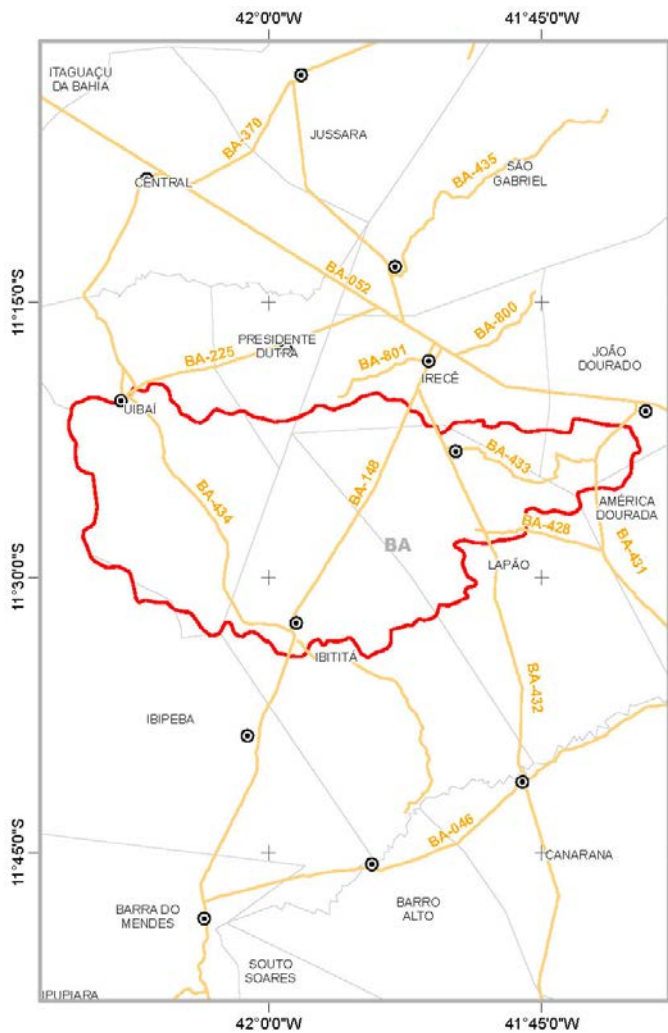 42°0'0"W
41°45'0"W
ITAGUAÇU
DA BAHIA
BA-370
JUSSARA
BA-435
SÃO
GABRIEL
CENTRAL
11°15'0"S
BA-052
BA-800
PRESIDENTE
DUTRA
BA-225
BA-801
IRECÊ
JOÃO
DOURADO
UIBAÍ
BA-433
BA-148
BA-434
AMÉRICA
DOURADA
BA-428
BA
LAPÃO
BA-431
11°30'0"S
IBITITÁ
BA-432
IBIPEBA
11°45'0"S
BA-046
CANARANA
BARRA DO
MENDES
BARRO
ALTO
SOUTO
SOARES
IPUPIARA
42°0'0"W
41°45'0"W